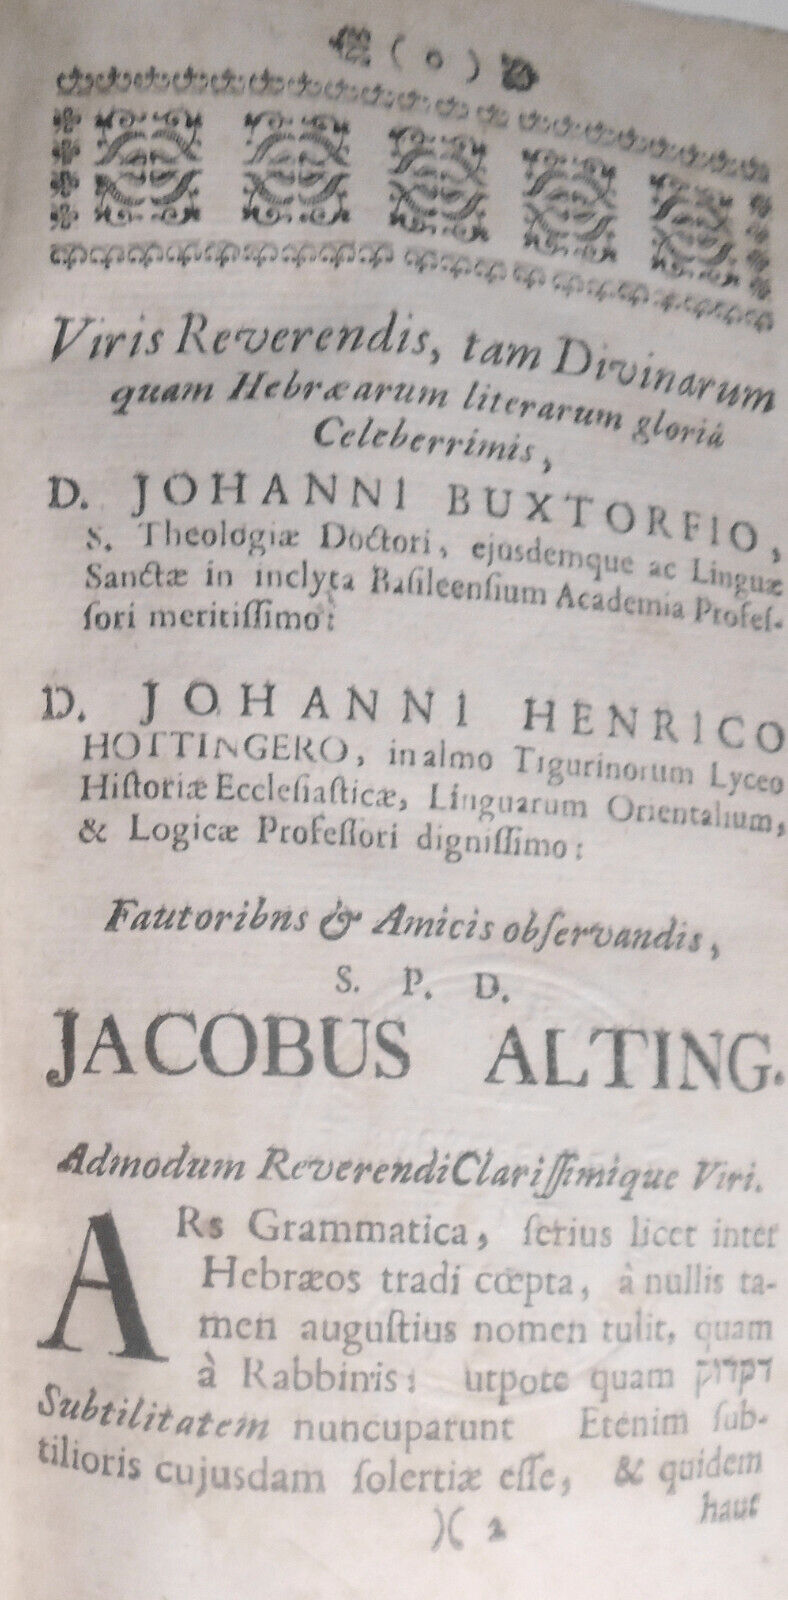 ( 0 )
Viris Reverendis, tam Divinarum
quam Hebræarum literarum gloriâ
Celeberrimis,
D. JOHANNI BUXTORFIO,
S. Theologiæ Doctori, ejusdemque ac Linguæ
Sanctæ in inclyta Basileenſium Academia Profeſ-
ſori meritiſſimo:
D. JOHANNI HENRICO
HOTTINGERO, in almo Tigurinorum Lyceo
Hiſtoriæ Eccleſiaſticæ, Linguarum Orientalium,
& Logicæ Profeſſori digniſſimo:
Fautoribns & Amicis obſervandis,
S. P. D.
JACOBUS ALTING.
Admodum Reverendi Clariſſimique Viri.
ARs Grammatica, ſerius licet inter
Hebræos tradi cœpta, à nullis ta-
men auguſtius nomen tulit, quam
à Rabbinis: utpote quam דקדוק
Subtilitatem nuncuparunt Etenim ſub-
tilioris cujusdam ſolertiæ eſſe, & quidem
haut
)( 2